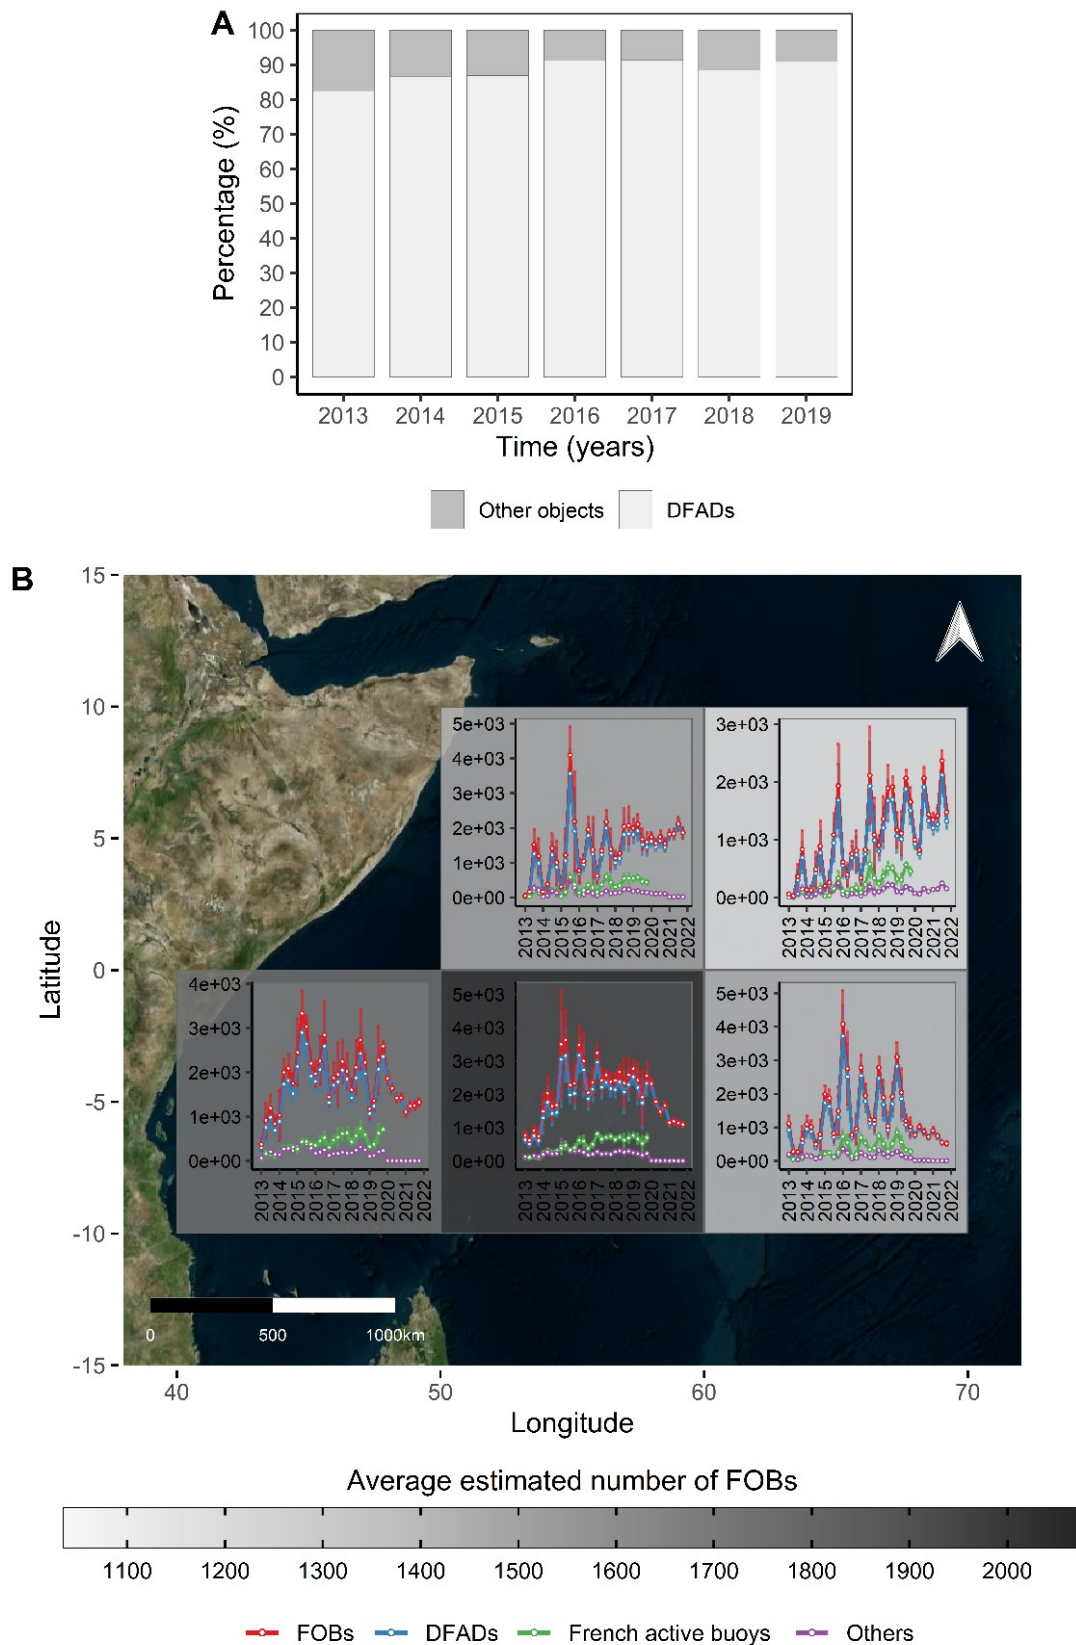 A
100
90
80
70
60
50
40
30
20
10
0
Percentage (%)
2013 2014 2015 2016 2017 2018 2019
Time (years)
Other objects DFADs
B
15
10
5
0
-5
-10
-15
Latitude
5e+03
4e+03
3e+03
2e+03
1e+03
0e+00
2013 2014 2015 2016 2017 2018 2019 2020 2021 2022
3e+03
2e+03
1e+03
0e+00
2013 2014 2015 2016 2017 2018 2019 2020 2021 2022
4e+03
3e+03
2e+03
1e+03
0e+00
2013 2014 2015 2016 2017 2018 2019 2020 2021 2022
5e+03
4e+03
3e+03
2e+03
1e+03
0e+00
2013 2014 2015 2016 2017 2018 2019 2020 2021 2022
5e+03
4e+03
3e+03
2e+03
1e+03
0e+00
2013 2014 2015 2016 2017 2018 2019 2020 2021 2022
0 500 1000km
40 50 60 70
Longitude
Average estimated number of FOBs
1100 1200 1300 1400 1500 1600 1700 1800 1900 2000
FOBs DFADs French active buoys Others